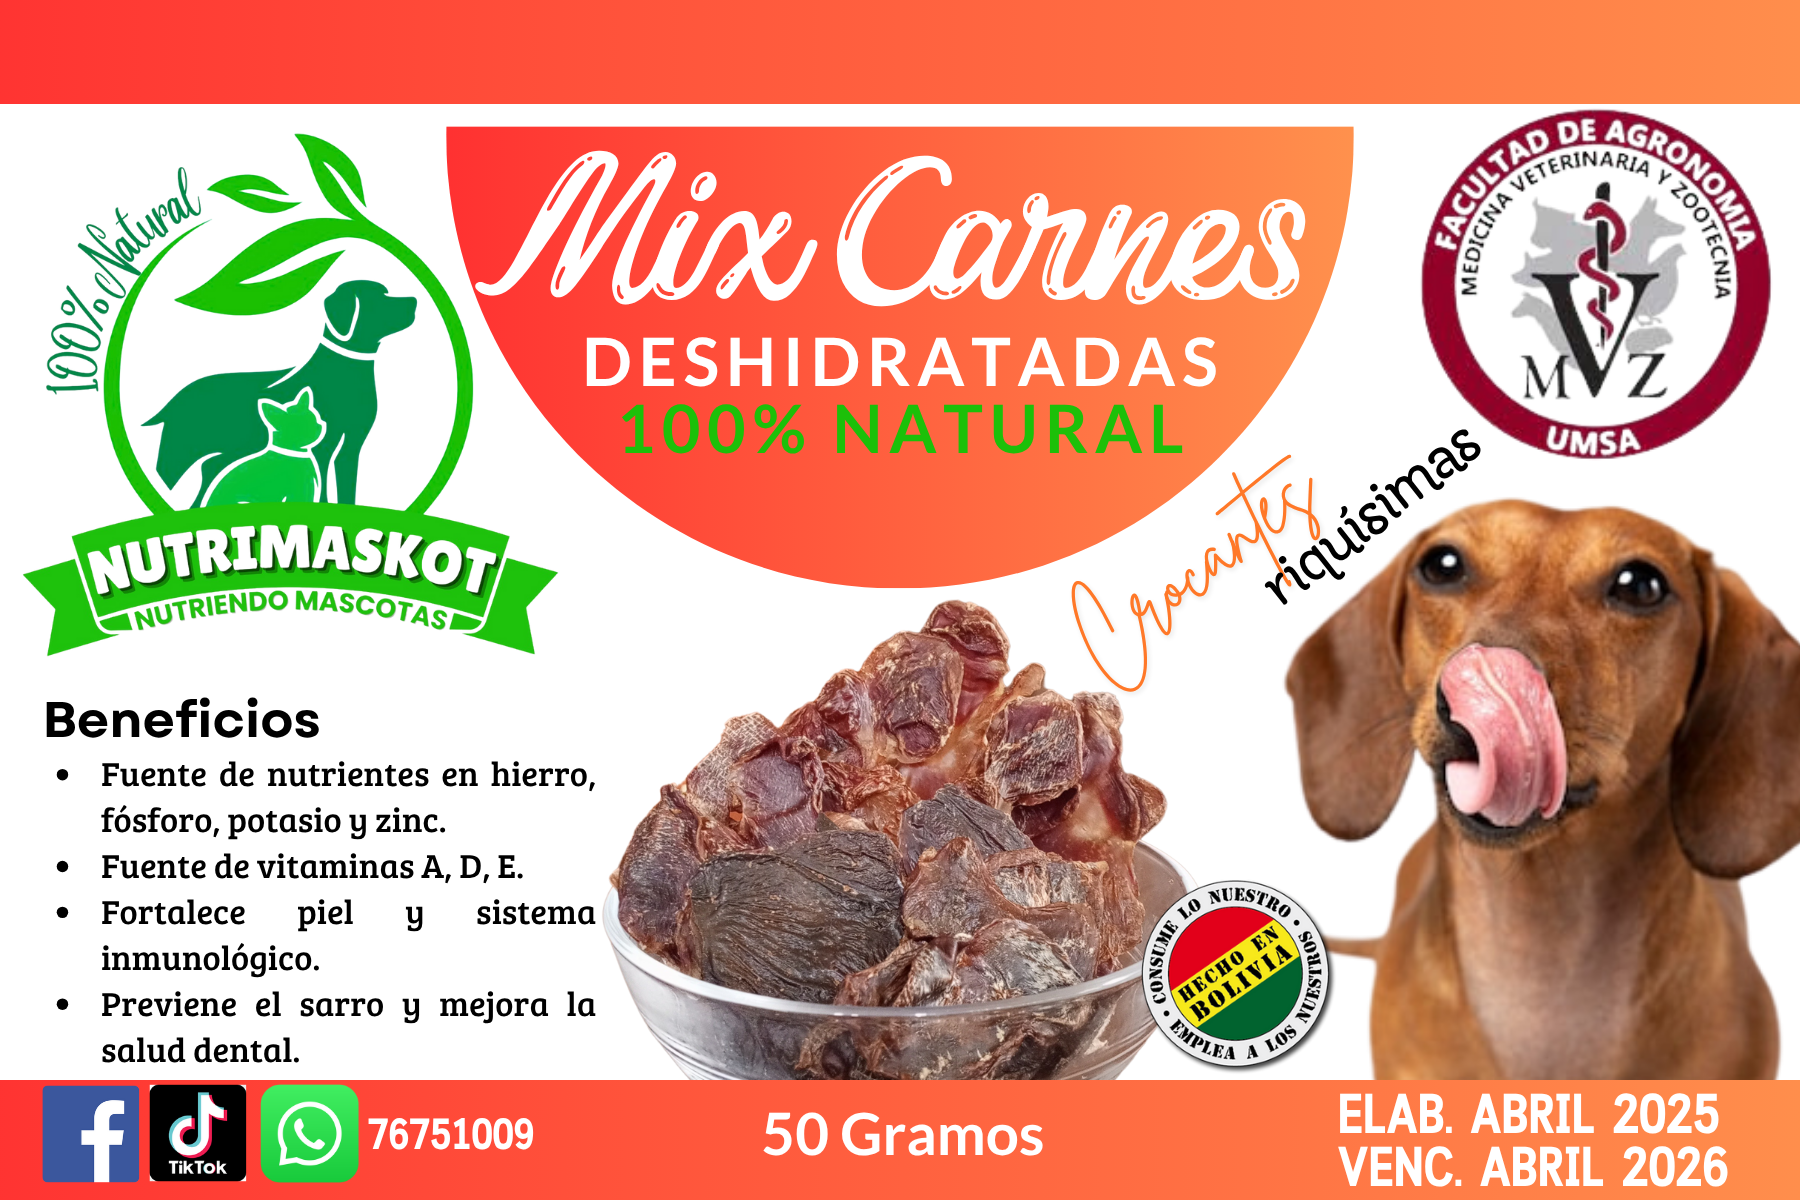 100% Natural
NUTRIMASKOT
NUTRIENDO MASCOTAS
Mix Carnes
DESHIDRATADAS
100% NATURAL
FACULTAD DE AGRONOMIA
MEDICINA VETERINARIA Y ZOOTECNIA
MVZ
UMSA
Crocantes
riquísimas
Beneficios
• Fuente de nutrientes en hierro,
fósforo, potasio y zinc.
• Fuente de vitaminas A, D, E.
• Fortalece piel y sistema
inmunológico.
• Previene el sarro y mejora la
salud dental.
CONSUME LO NUESTRO •
HECHO EN
BOLIVIA
• EMPLEA A LOS NUESTROS
TikTok
76751009
50 Gramos
ELAB. ABRIL 2025
VENC. ABRIL 2026